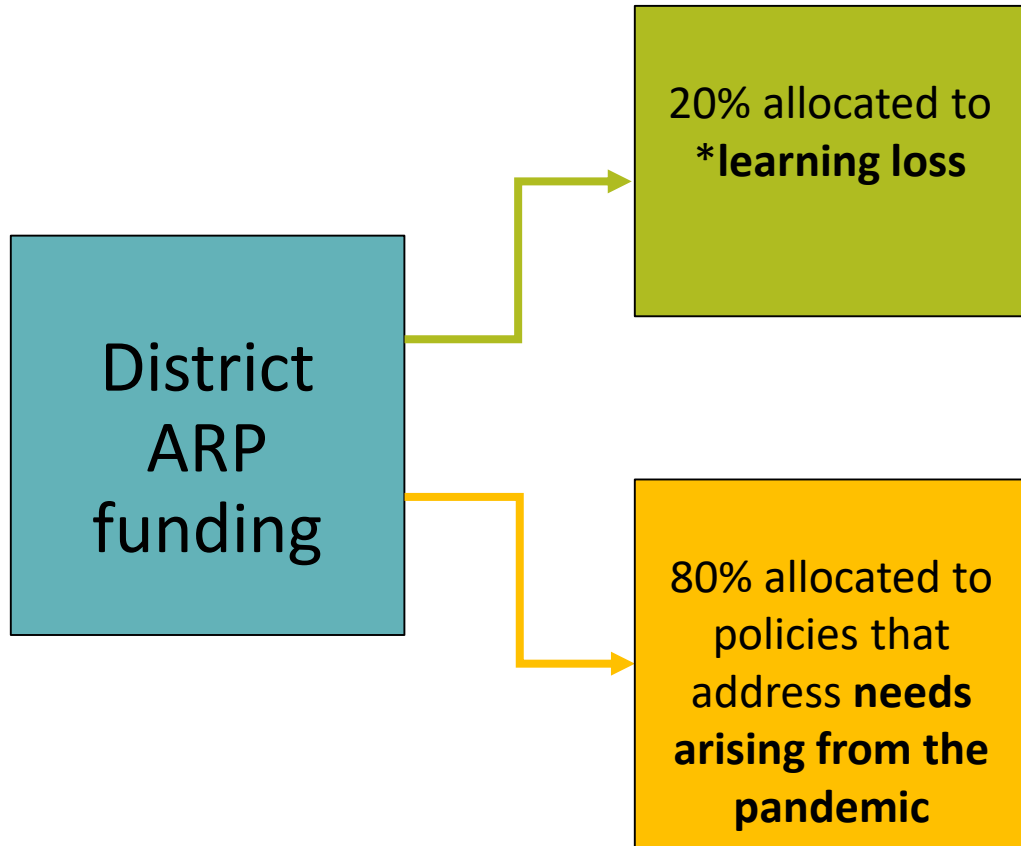 20% allocated to
*learning loss
District
ARP
funding
80% allocated to
policies that
address needs
arising from the
pandemic